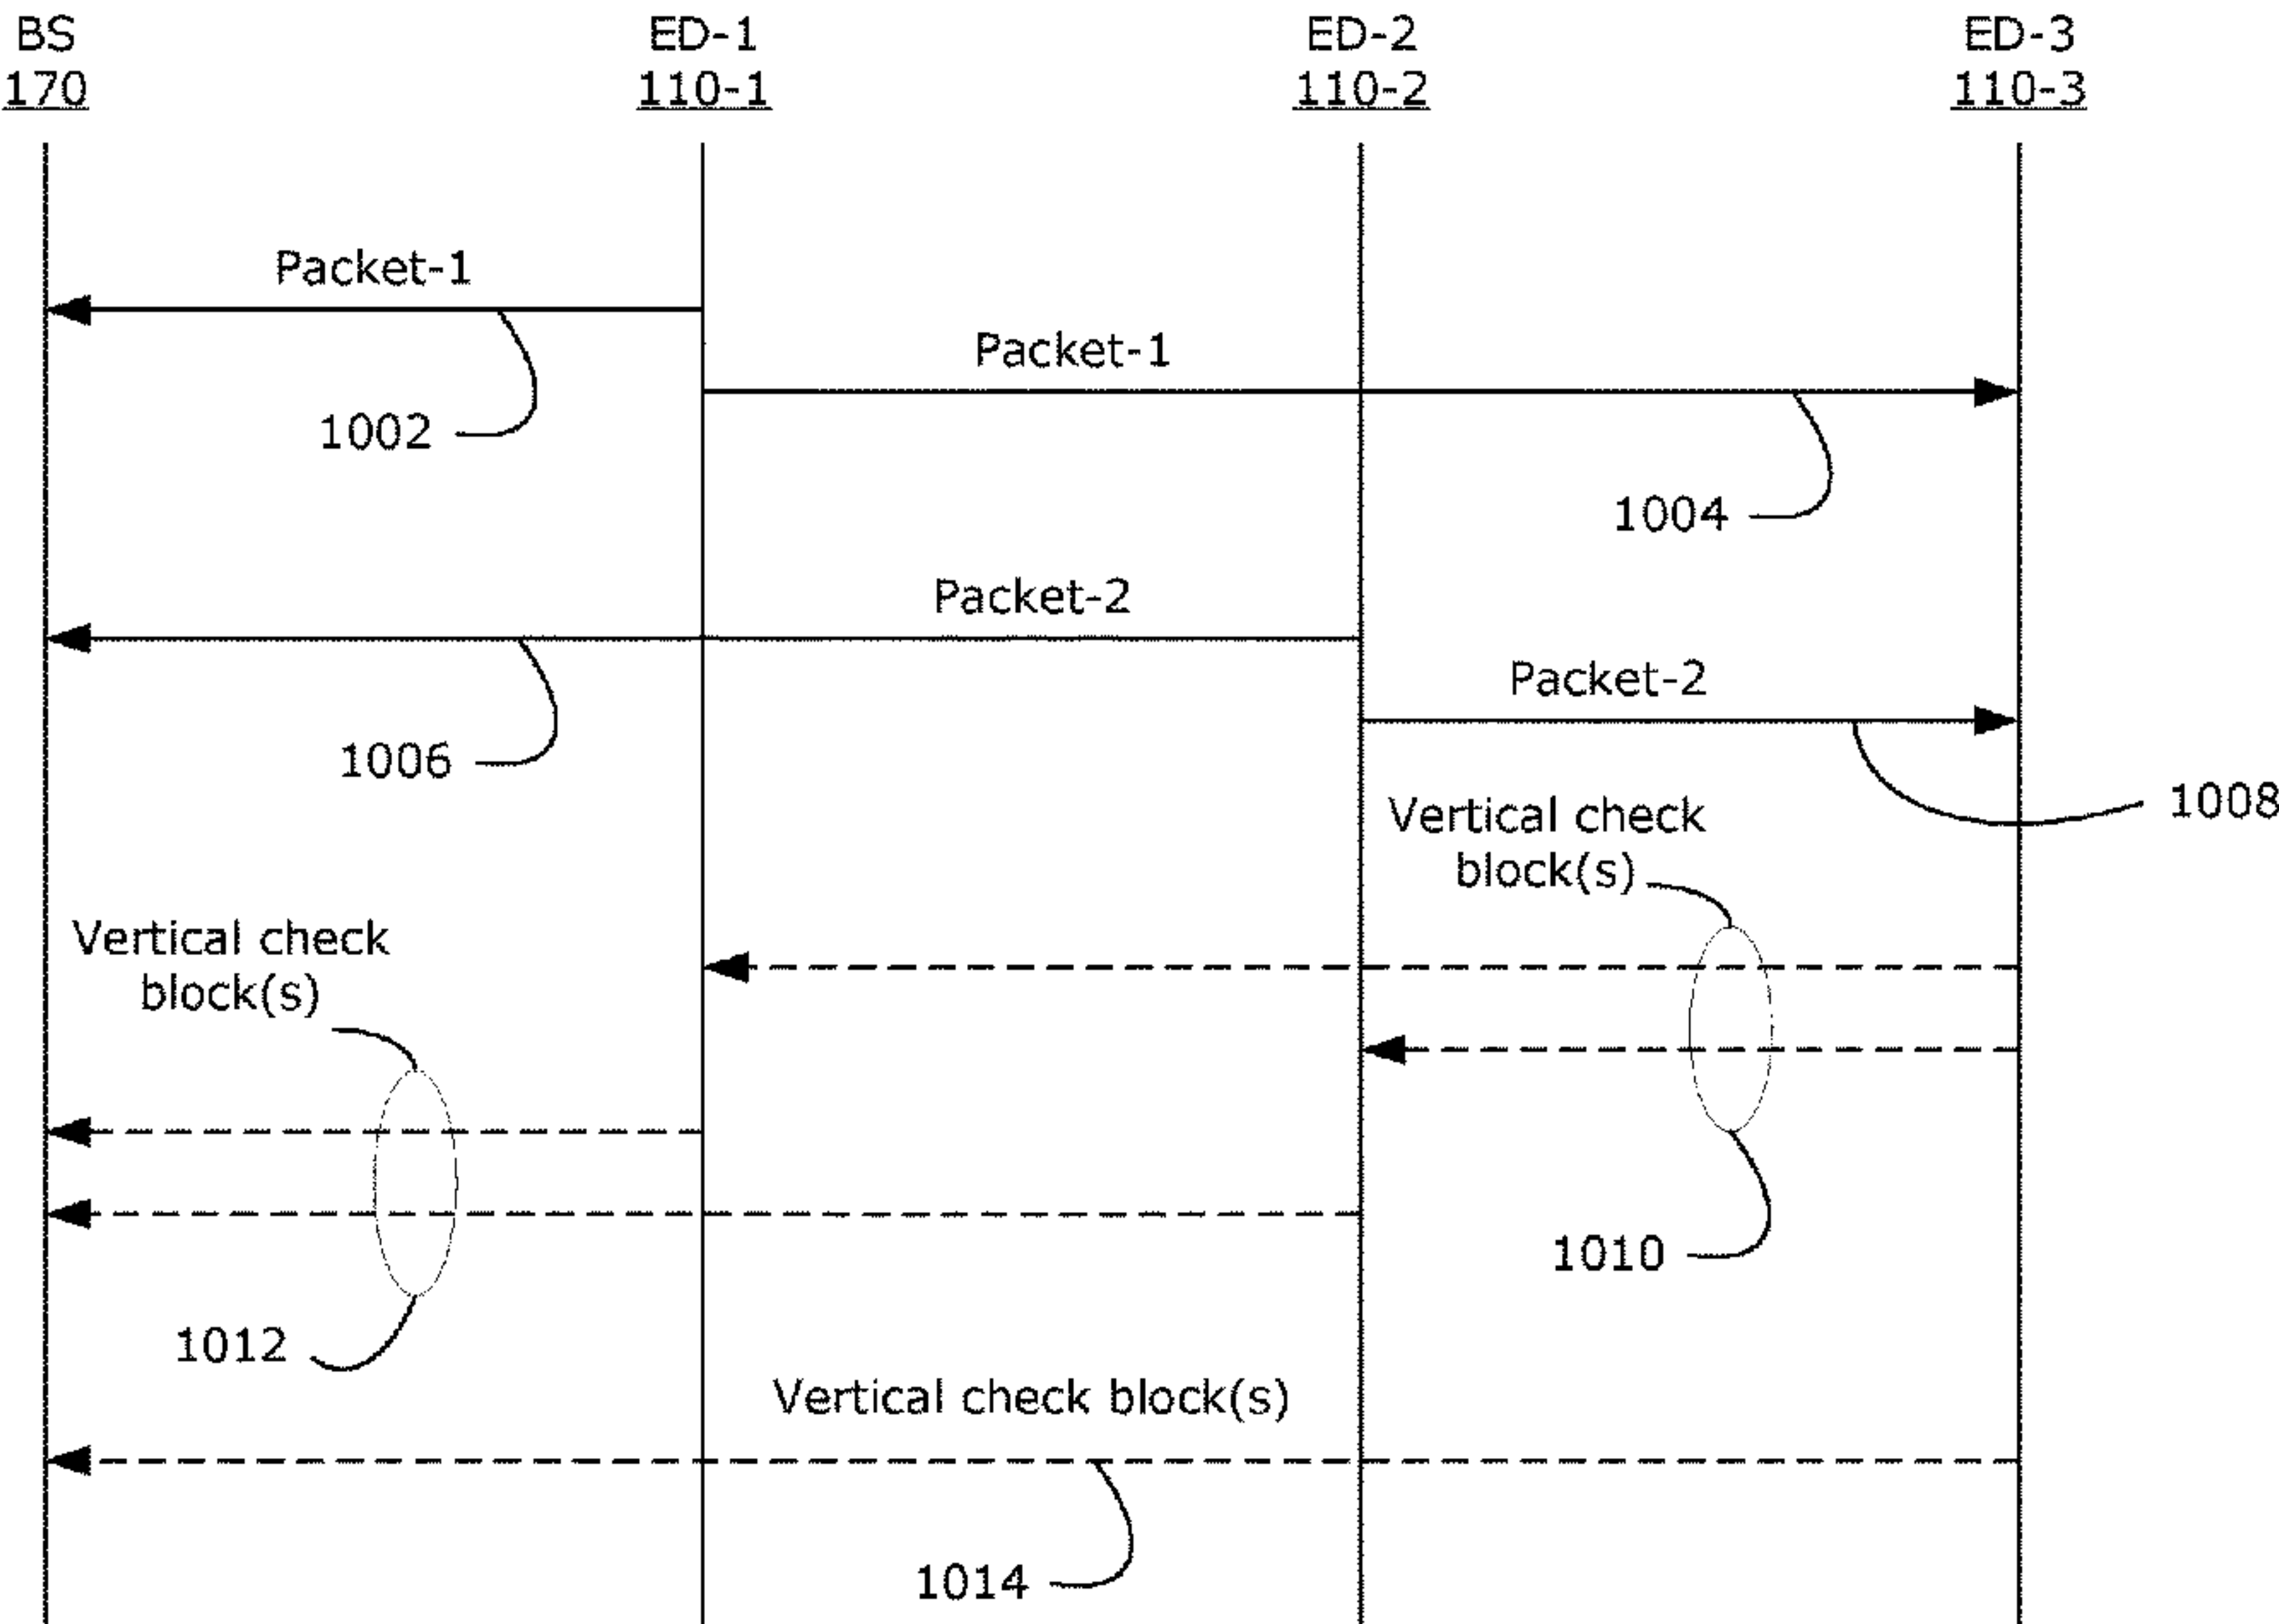 BS
170
ED-1
110-1
ED-2
110-2
ED-3
110-3
Packet-1
Packet-1
1002
1004
Packet-2
Packet-2
1006
1008
Vertical check
block(s)
Vertical check
block(s)
1010
1012
Vertical check block(s)
1014